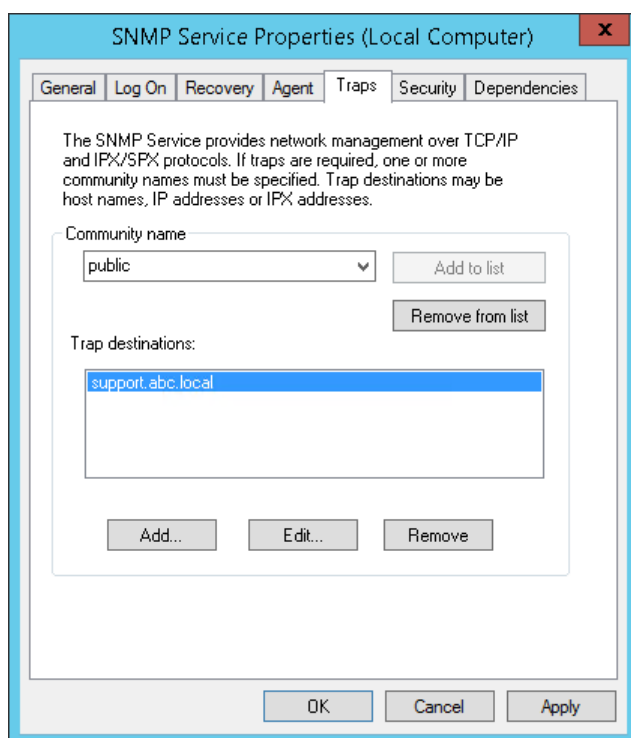 SNMP Service Properties (Local Computer)
x
General Log On Recovery Agent Traps Security Dependencies
The SNMP Service provides network management over TCP/IP
and IPX/SPX protocols. If traps are required, one or more
community names must be specified. Trap destinations may be
host names, IP addresses or IPX addresses.
Community name
public
Add to list
Remove from list
Trap destinations:
support.abc.local
Add...
Edit...
Remove
OK
Cancel
Apply